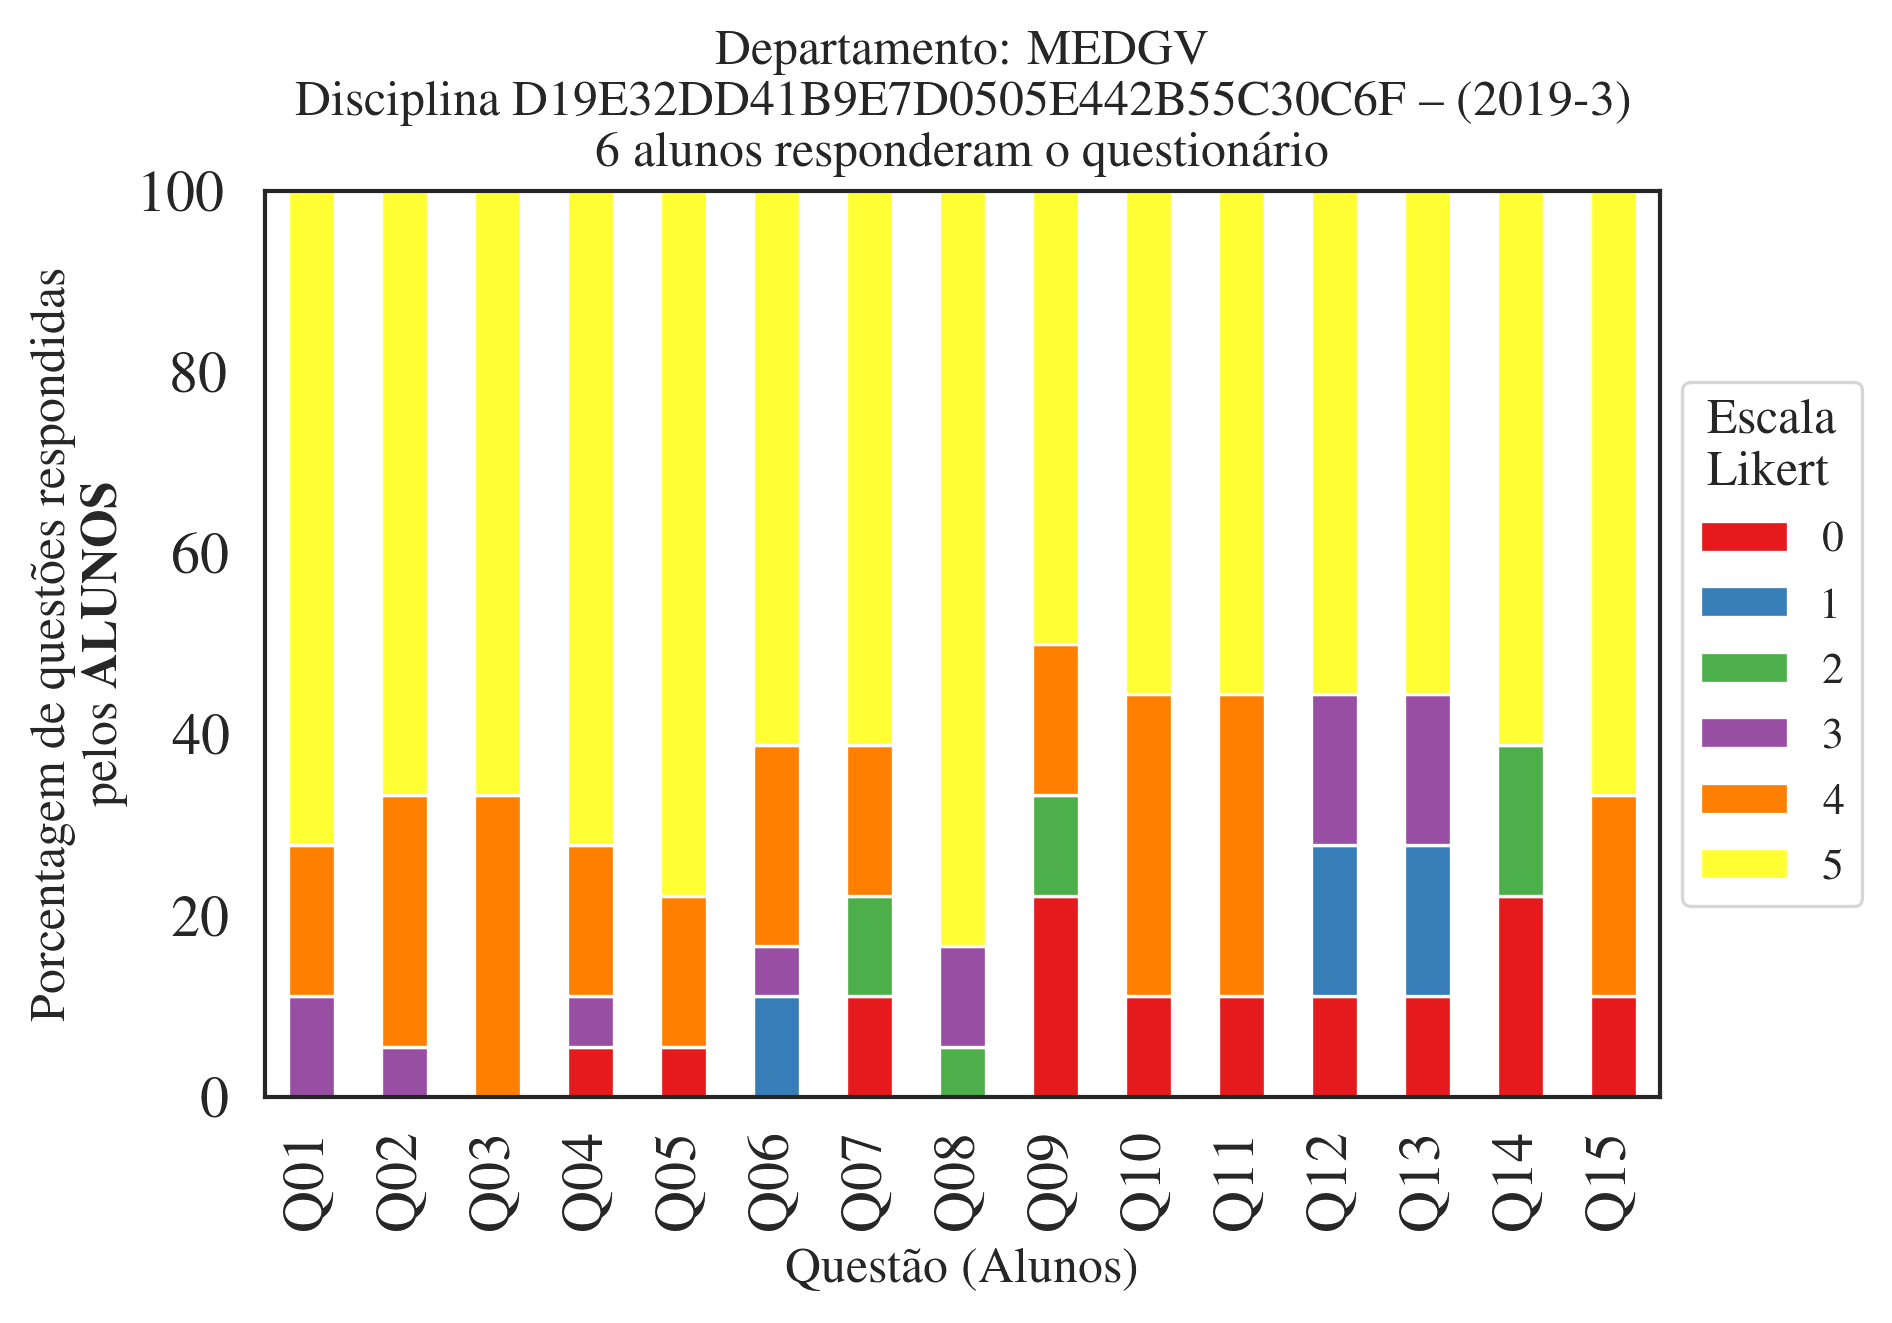 Departamento: MEDGV
Disciplina D19E32DD41B9E7D0505E442B55C30C6F – (2019-3)
6 alunos responderam o questionário
Porcentagem de questões respondidas
pelos ALUNOS
100
80
60
40
20
0
Q01
Q02
Q03
Q04
Q05
Q06
Q07
Q08
Q09
Q10
Q11
Q12
Q13
Q14
Q15
Questão (Alunos)
Escala
Likert
0
1
2
3
4
5